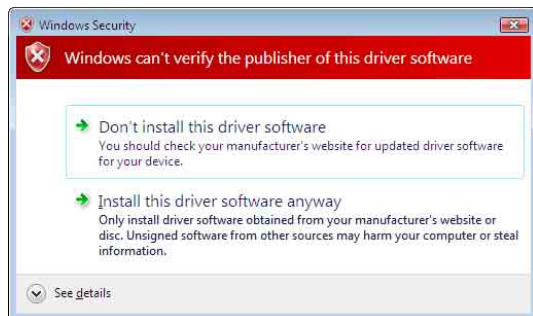 Windows Security
Windows can't verify the publisher of this driver software
Don't install this driver software
You should check your manufacturer's website for updated driver software
for your device.
Install this driver software anyway
Only install driver software obtained from your manufacturer's website or
disc. Unsigned software from other sources may harm your computer or steal
information.
See details